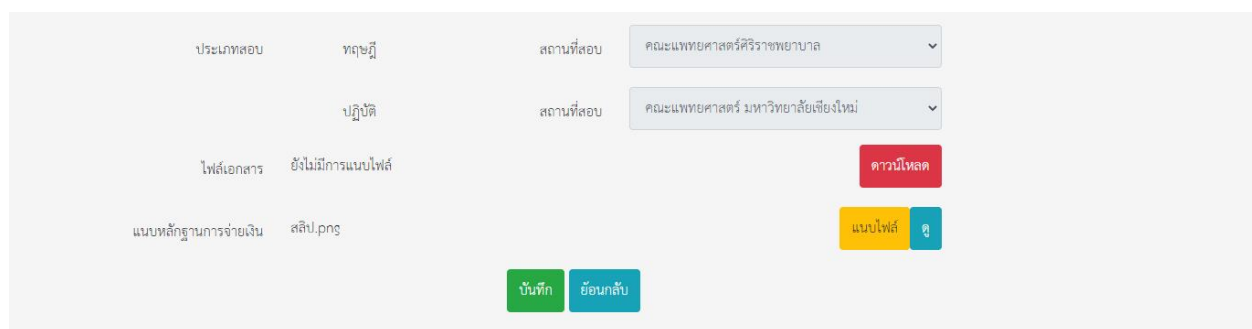 ประเภทสอบ ทฤษฎี สถานที่สอบ คณะแพทยศาสตร์ศิริราชพยาบาล
ปฏิบัติ สถานที่สอบ คณะแพทยศาสตร์ มหาวิทยาลัยเชียงใหม่
ไฟล์เอกสาร ยังไม่มีการแนบไฟล์ ดาวน์โหลด
แนบหลักฐานการจ่ายเงิน สลิป.png แนบไฟล์ ดู
บันทึก ย้อนกลับ